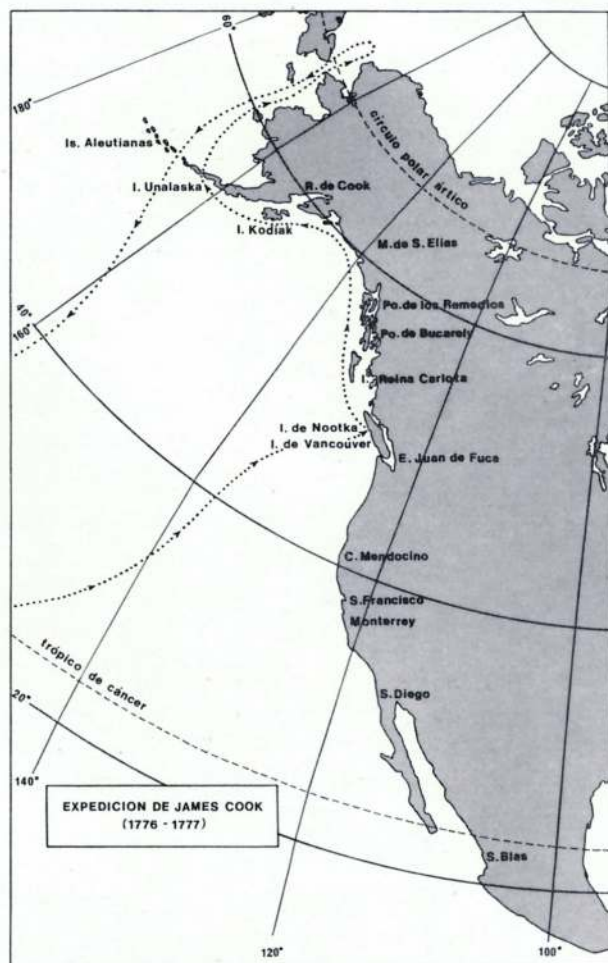 60°
180°
Is. Aleutianas
I. Unalaska
R. de Cook
círculo polar ártico
I. Kodiak
M. de S. Elias
40°
160°
Po. de los Remedios
Po. de Bucarely
I. Reina Carlota
I. de Nootka
I. de Vancouver
E. Juan de Fuca
C. Mendocino
S. Francisco
Monterrey
trópico de cáncer
S. Diego
20°
140°
EXPEDICION DE JAMES COOK
(1776 - 1777)
S. Blas
120°
100°